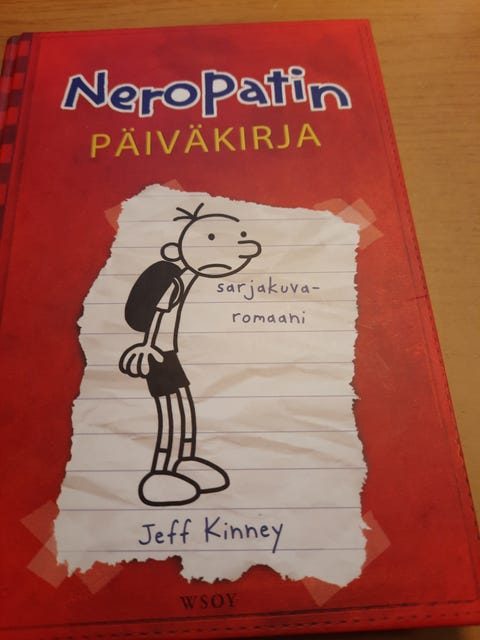 Neropatin
PÄIVÄKIRJA
sarjakuva-
romaani
Jeff Kinney
WSOY